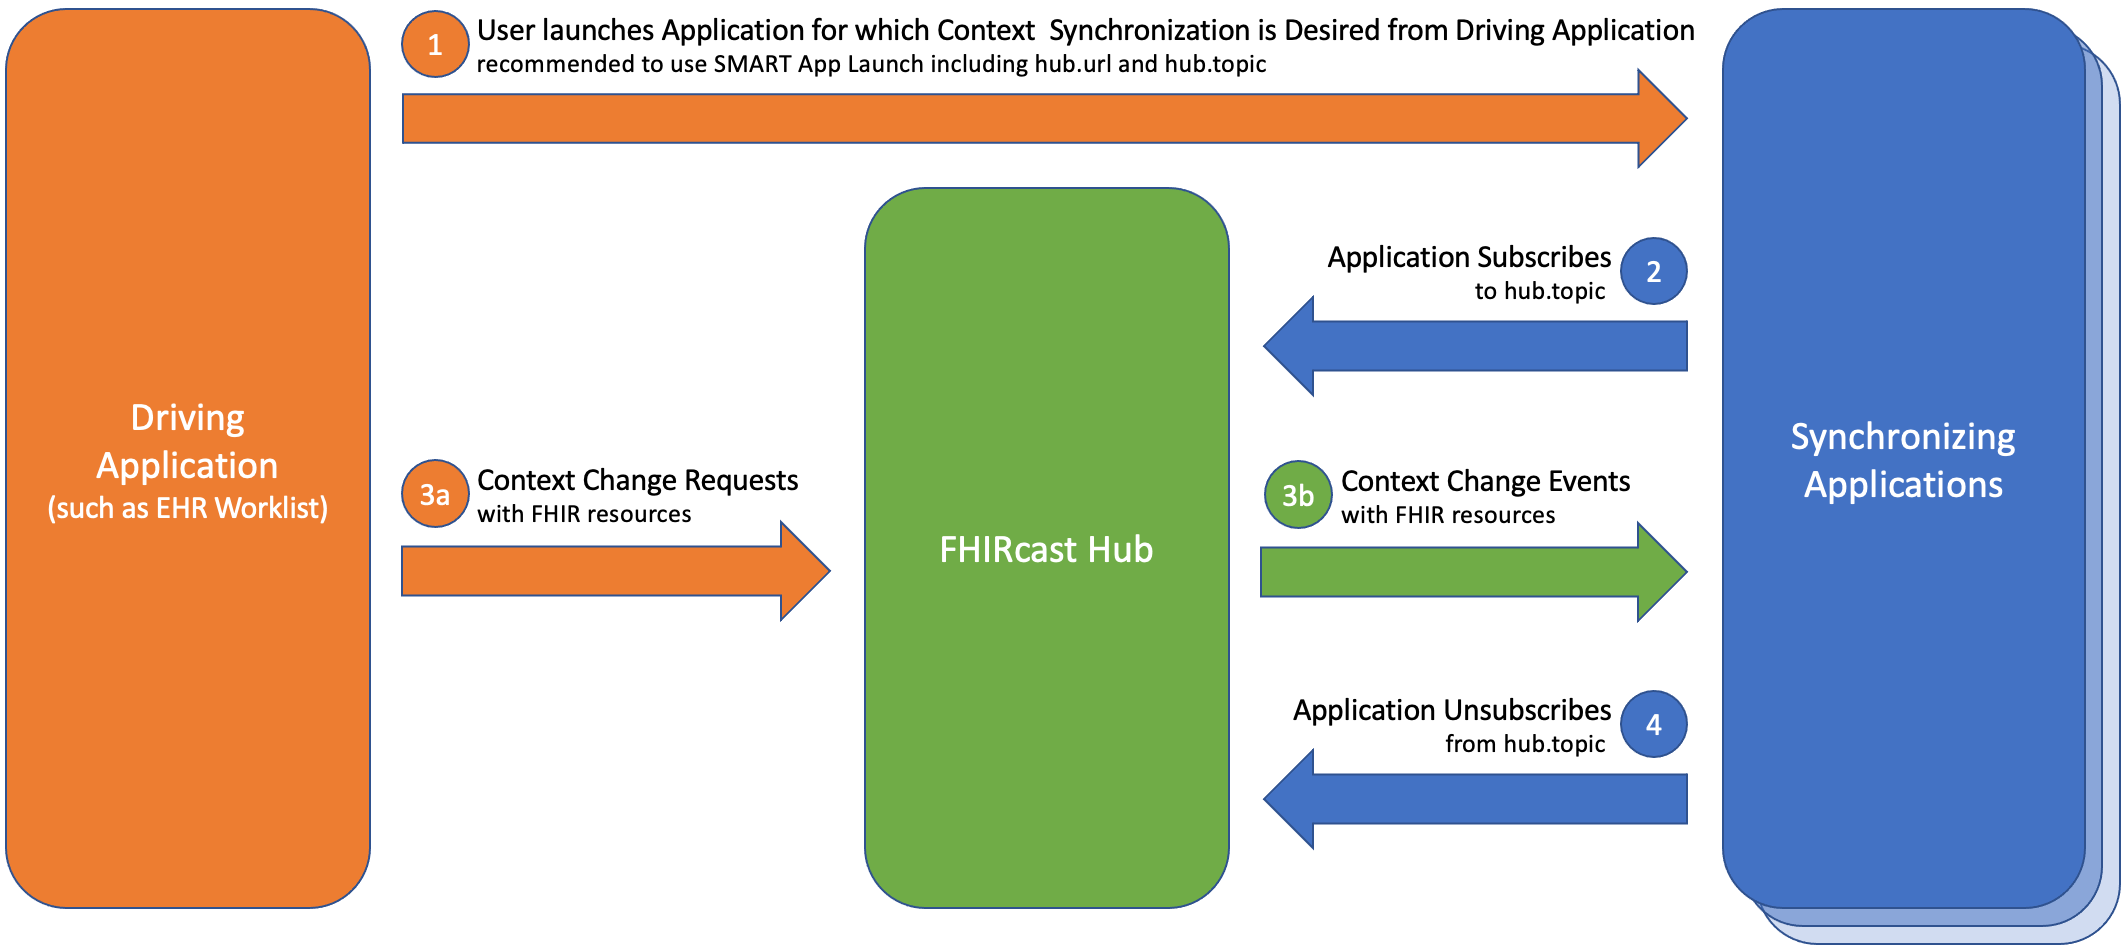 1
User launches Application for which Context  Synchronization is Desired from Driving Application
recommended to use SMART App Launch including hub.url and hub.topic
Application Subscribes
to hub.topic
2
Driving
Application
(such as EHR Worklist)
3a
Context Change Requests
with FHIR resources
FHIRcast Hub
3b
Context Change Events
with FHIR resources
Synchronizing
Applications
Application Unsubscribes
from hub.topic
4